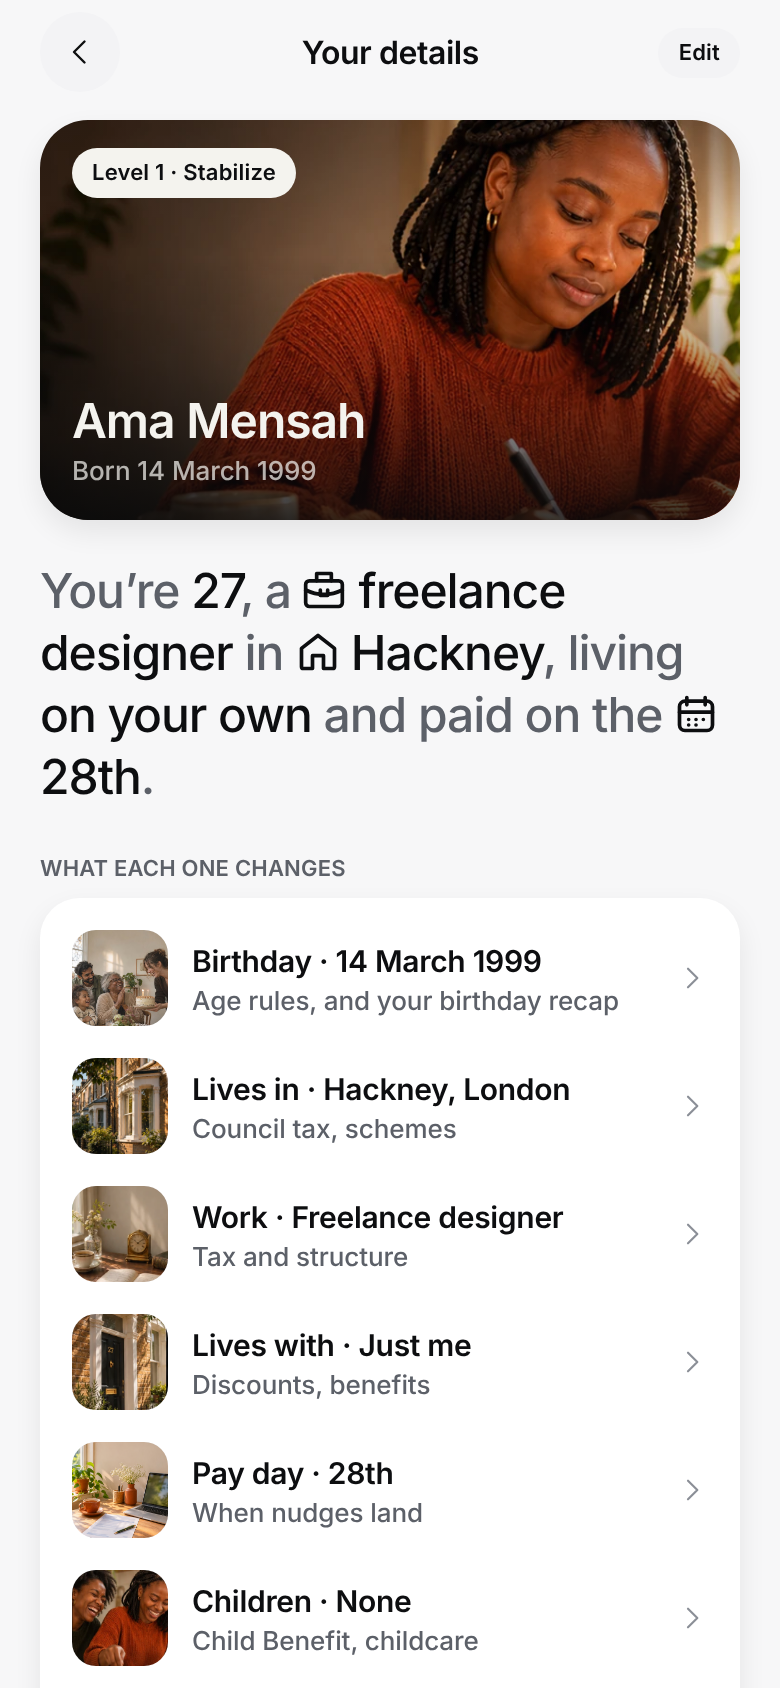 Your details
Edit
Level 1 · Stabilize
Ama Mensah
Born 14 March 1999
You’re 27, a freelance
designer in Hackney, living
on your own and paid on the
28th.
WHAT EACH ONE CHANGES
Birthday · 14 March 1999
Age rules, and your birthday recap
Lives in · Hackney, London
Council tax, schemes
Work · Freelance designer
Tax and structure
Lives with · Just me
Discounts, benefits
Pay day · 28th
When nudges land
Children · None
Child Benefit, childcare